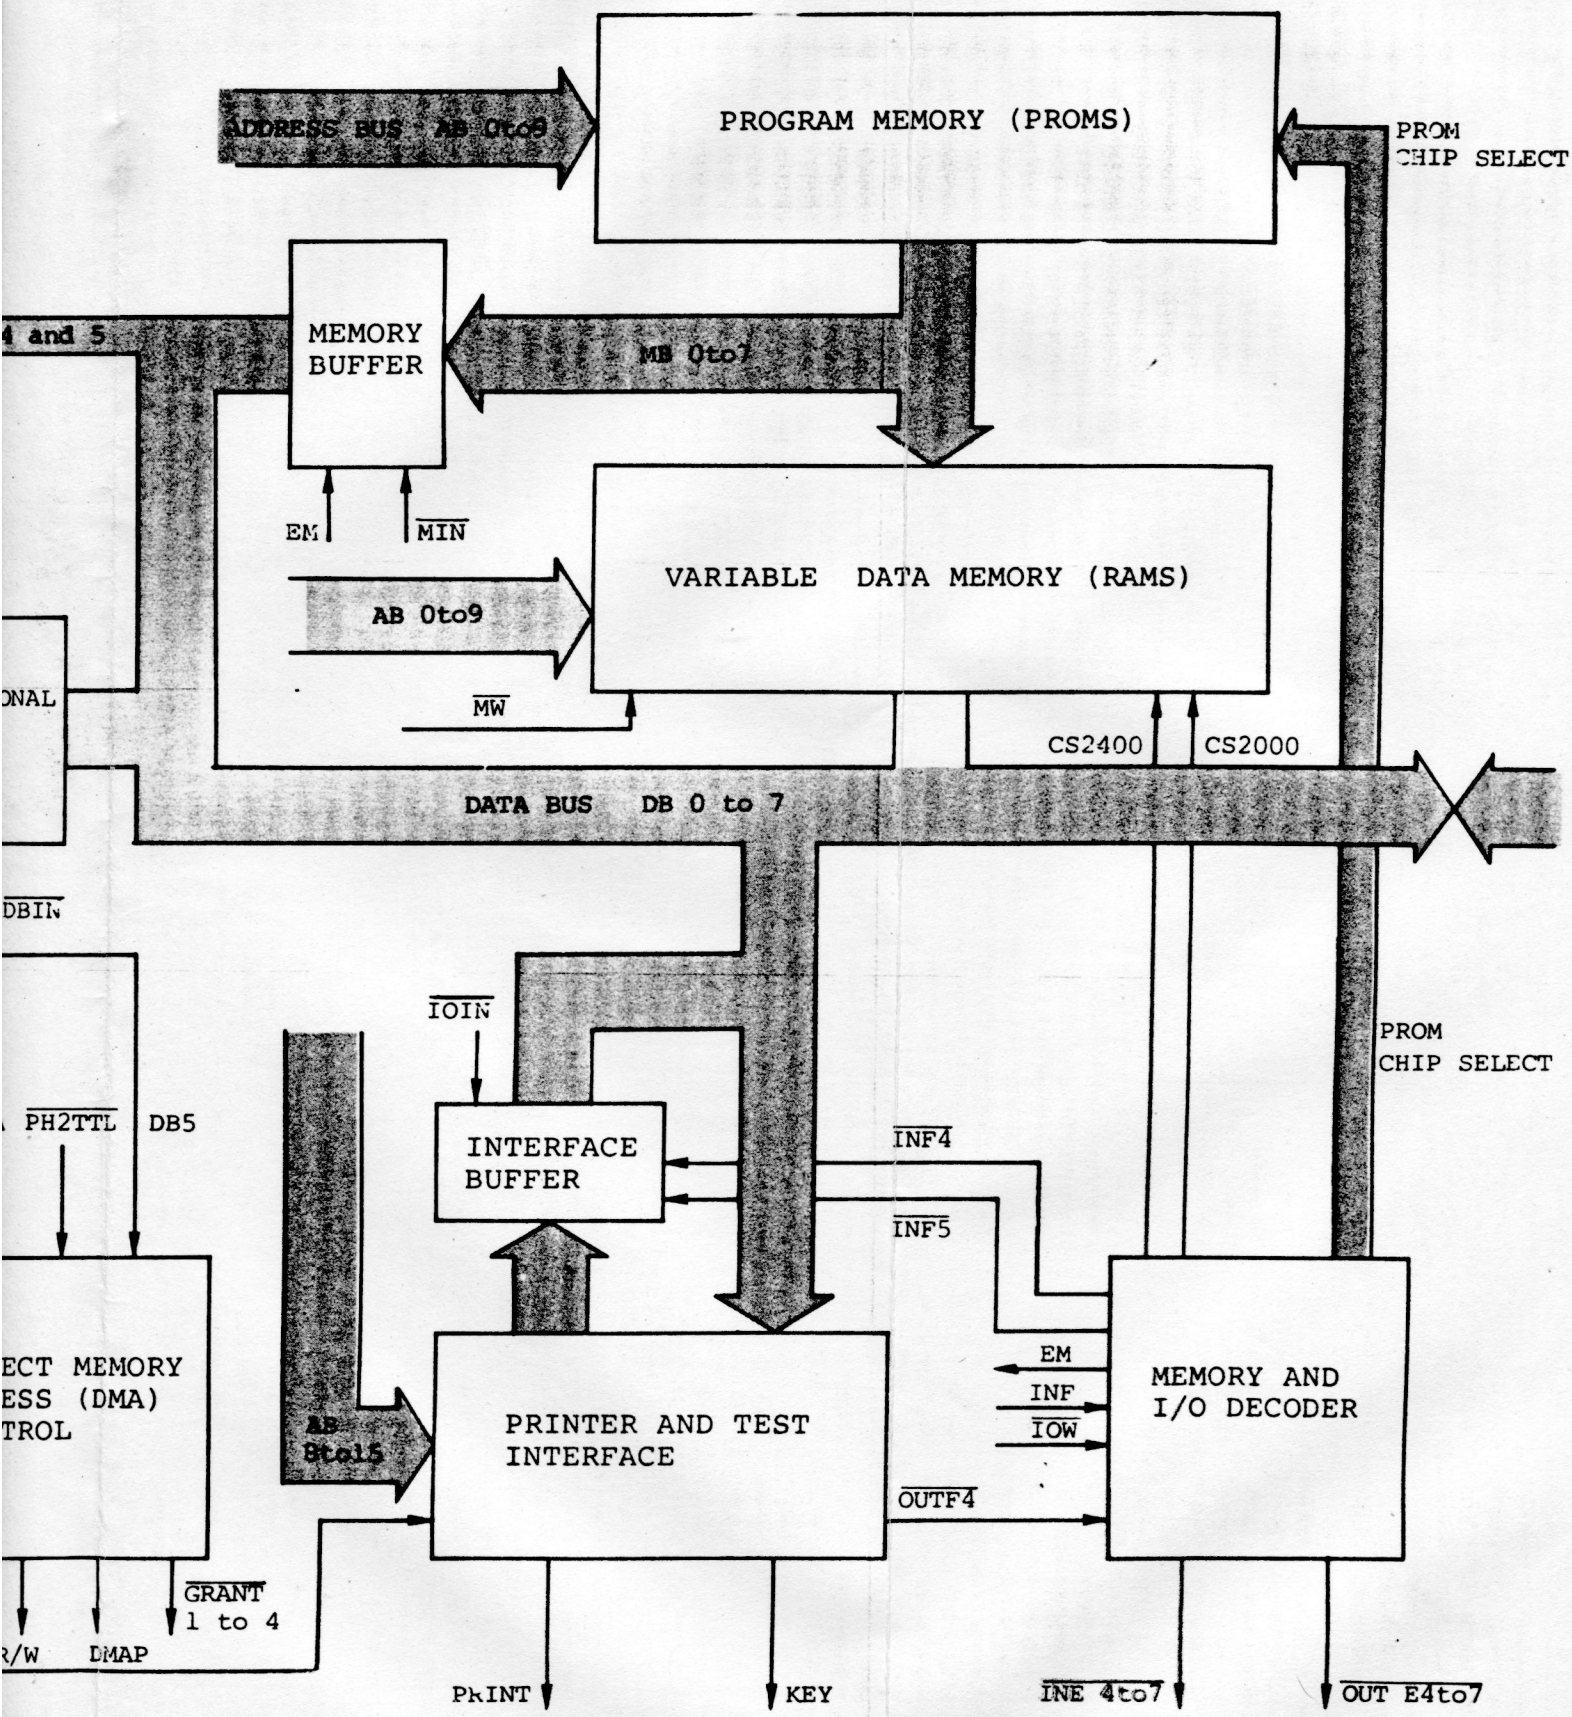 PROGRAM MEMORY (PROMS)
ADDRESS BUS AB 0to9
PROM
CHIP SELECT
4 and 5
MEMORY
BUFFER
MB 0to7
EM
MIN
VARIABLE DATA MEMORY (RAMS)
AB 0to9
ONAL
MW
CS2400
CS2000
DATA BUS DB 0 to 7
DBIN
IOIN
PROM
CHIP SELECT
PH2TTL
DB5
INTERFACE
BUFFER
INF4
INF5
ECT MEMORY
ESS (DMA)
TROL
EM
INF
IOW
MEMORY AND
I/O DECODER
AB
8to15
PRINTER AND TEST
INTERFACE
OUTF4
GRANT
1 to 4
R/W
DMAP
PRINT
KEY
INE 4to7
OUT E4to7